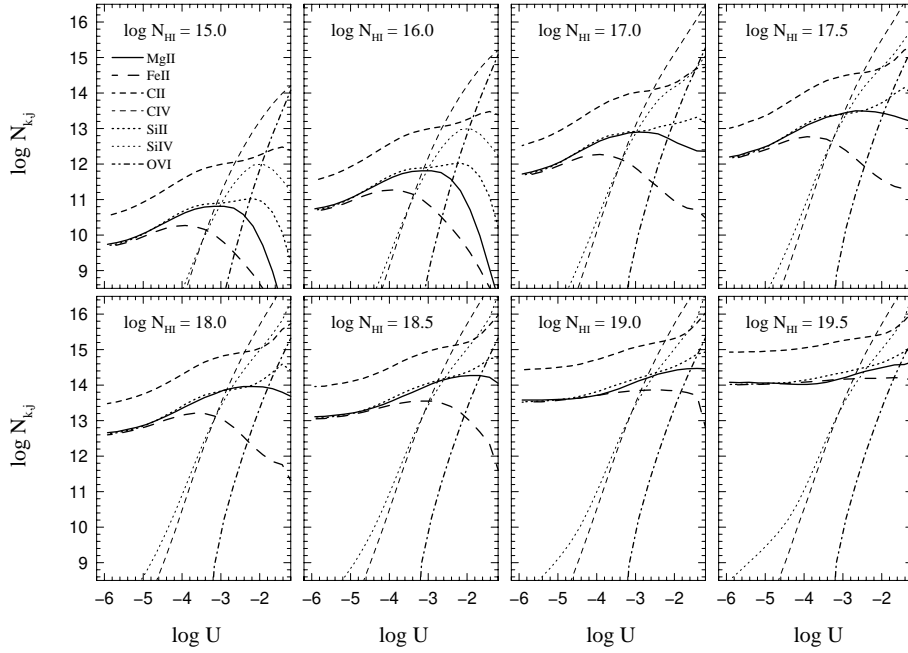 log N_HI = 15.0
log N_HI = 16.0
log N_HI = 17.0
log N_HI = 17.5
MgII
FeII
CII
CIV
SiII
SiIV
OVI
16
15
14
13
12
11
10
9
log N_k,j
log N_HI = 18.0
log N_HI = 18.5
log N_HI = 19.0
log N_HI = 19.5
16
15
14
13
12
11
10
9
log N_k,j
−6 −5 −4 −3 −2
−6 −5 −4 −3 −2
−6 −5 −4 −3 −2
−6 −5 −4 −3 −2
log U
log U
log U
log U